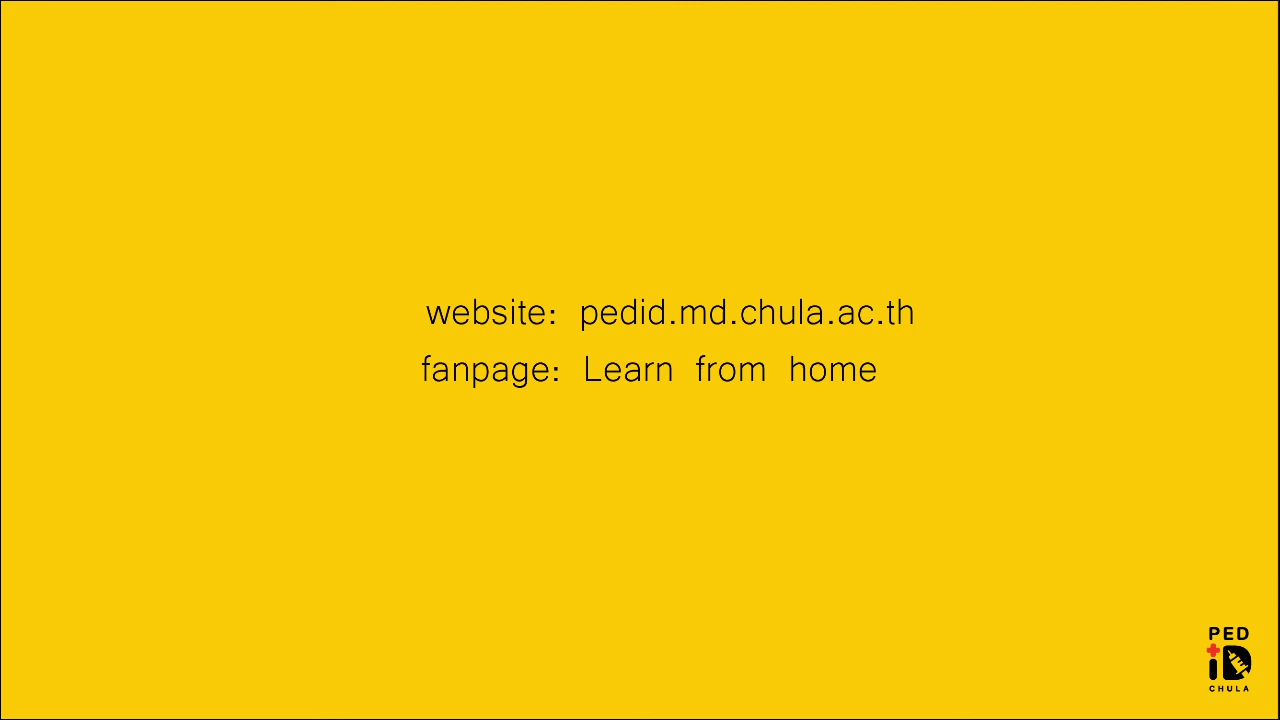 website: pedid.md.chula.ac.th
fanpage: Learn from home
PED
iD
CHULA